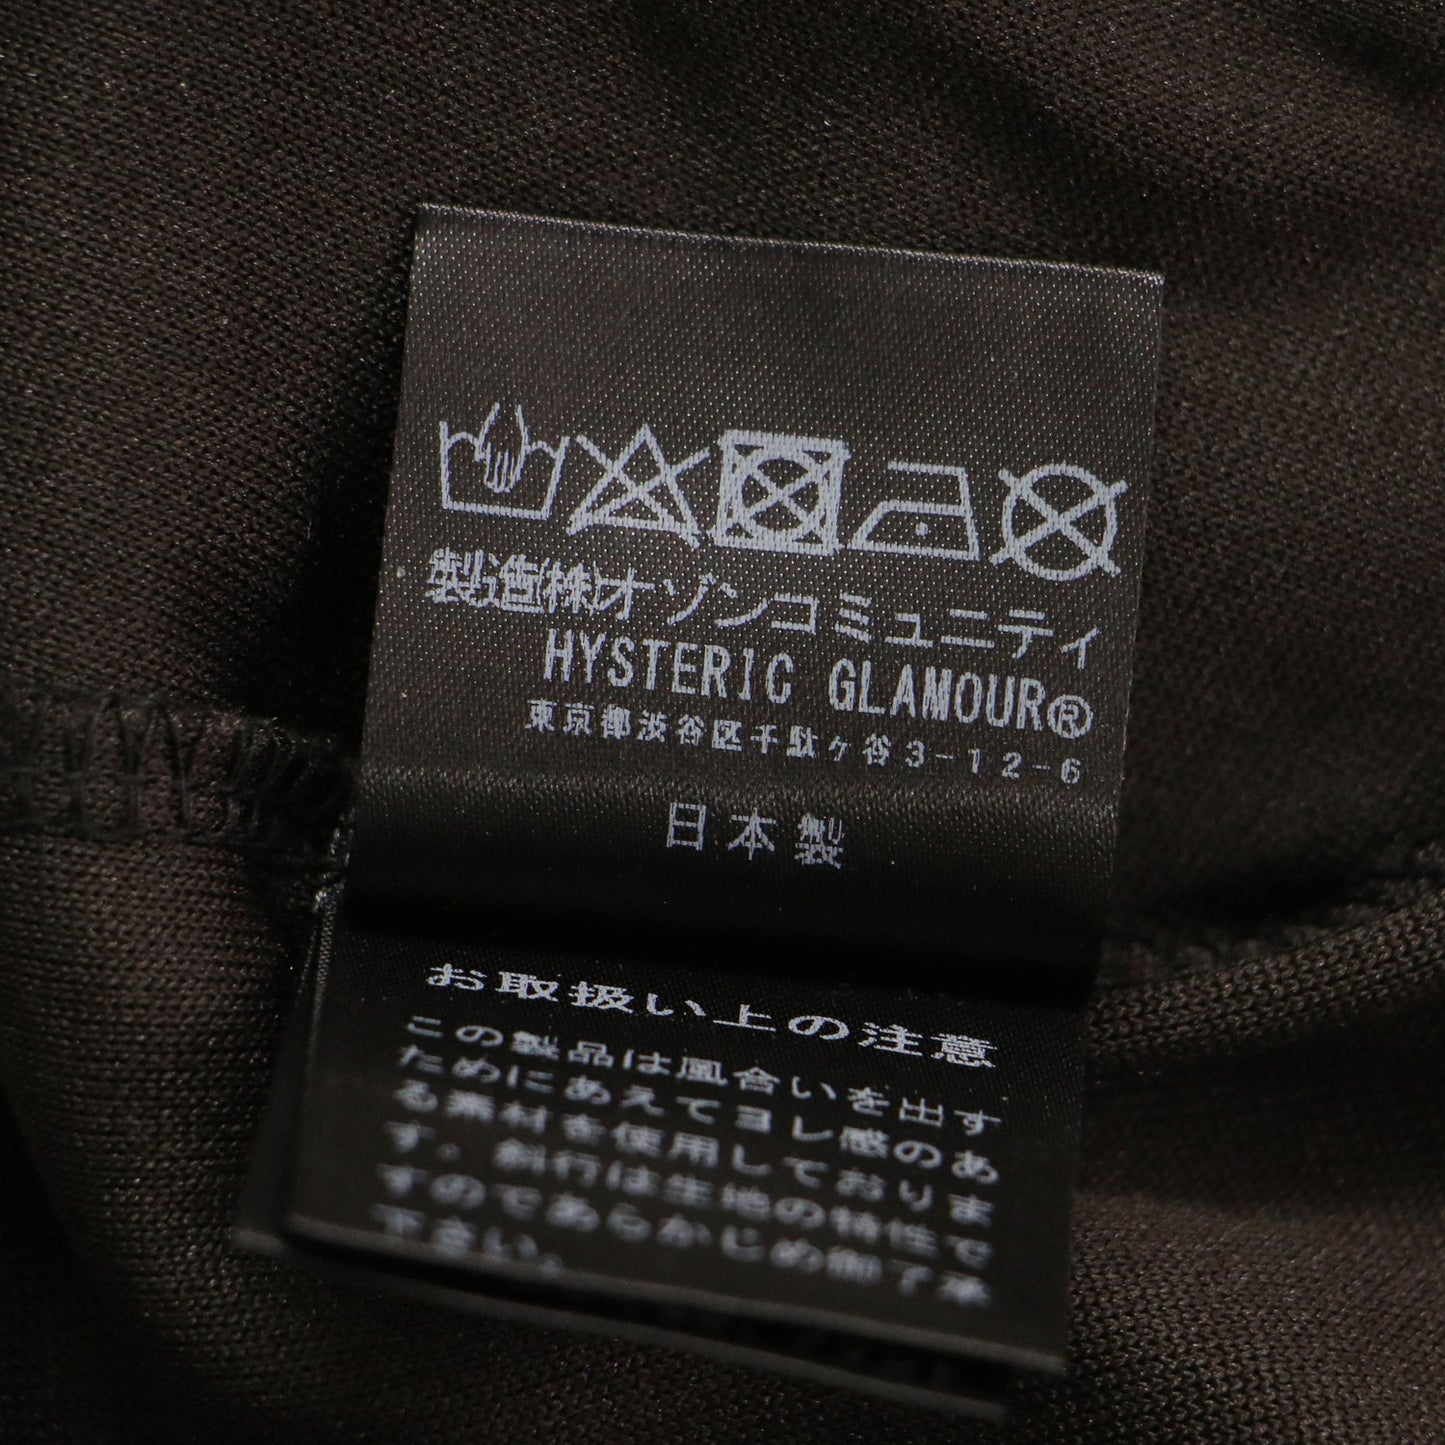 製造(株)オゾンコミュニティ
HYSTERIC GLAMOUR®
東京都渋谷区千駄ヶ谷3-12-6
日本製
お取扱い上の注意
この製品は風合いを出す
ためにあえてヨレ感のあ
る素材を使用しておりま
す。斜行は生地の特性で
すのであらかじめ御了承
下さい。